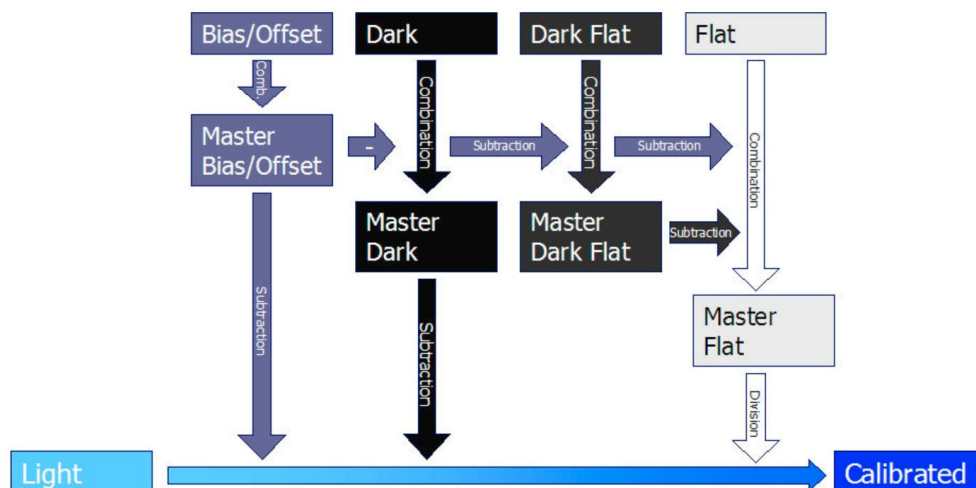 Bias/Offset
Dark
Dark Flat
Flat
Comb.
Combination
Combination
Combination
Master
Bias/Offset
-
Subtraction
Subtraction
Master
Dark
Master
Dark Flat
Subtraction
Master
Flat
Subtraction
Subtraction
Division
Light
Calibrated